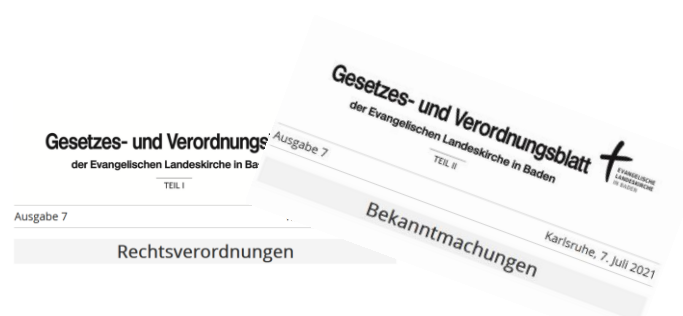 Gesetzes- und Verordnungs
der Evangelischen Landeskirche in Ba
TEIL I
Ausgabe 7
Rechtsverordnungen
Gesetzes- und Verordnungsblatt
der Evangelischen Landeskirche in Baden
TEIL II
EVANGELISCHE
LANDESKIRCHE
IN BADEN
Ausgabe 7
Karlsruhe, 7. Juli 2021
Bekanntmachungen